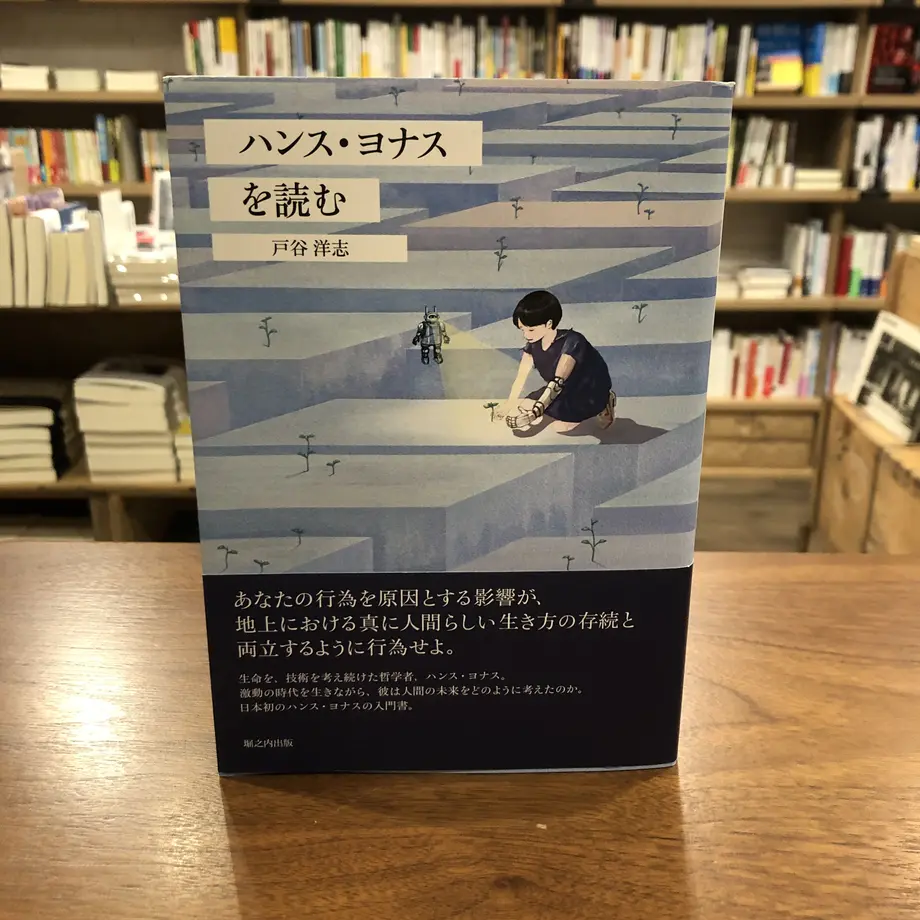 ハンス・ヨナス
を読む
戸谷 洋志
あなたの行為を原因とする影響が、
地上における真に人間らしい生き方の存続と
両立するように行為せよ。
生命を、技術を考え続けた哲学者、ハンス・ヨナス。
激動の時代を生きながら、彼は人間の未来をどのように考えたのか。
日本初のハンス・ヨナスの入門書。
堀之内出版